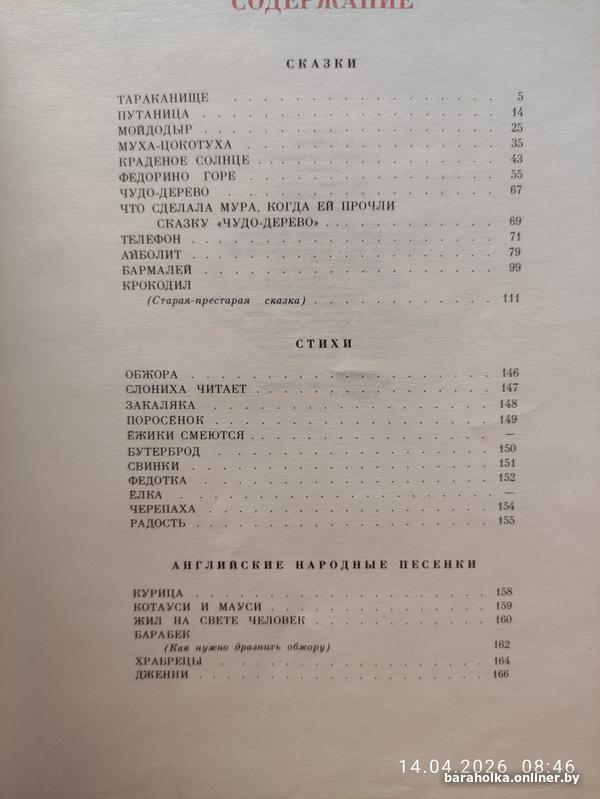 СОДЕРЖАНИЕ
СКАЗКИ
ТАРАКАНИЩЕ . . . . . . . . . . . . . . . . 5
ПУТАНИЦА . . . . . . . . . . . . . . . . 14
МОЙДОДЫР . . . . . . . . . . . . . . . . 25
МУХА-ЦОКОТУХА . . . . . . . . . . . . . . 35
КРАДЕНОЕ СОЛНЦЕ . . . . . . . . . . . . . 43
ФЕДОРИНО ГОРЕ . . . . . . . . . . . . . . 55
ЧУДО-ДЕРЕВО . . . . . . . . . . . . . . . 67
ЧТО СДЕЛАЛА МУРА, КОГДА ЕЙ ПРОЧЛИ
СКАЗКУ «ЧУДО-ДЕРЕВО» . . . . . . . . . . 69
ТЕЛЕФОН . . . . . . . . . . . . . . . . 71
АЙБОЛИТ . . . . . . . . . . . . . . . . 79
БАРМАЛЕЙ . . . . . . . . . . . . . . . . 99
КРОКОДИЛ
(Старая-престарая сказка) . . . . . . . . . . 111
СТИХИ
ОБЖОРА . . . . . . . . . . . . . . . . 146
СЛОНИХА ЧИТАЕТ . . . . . . . . . . . . . 147
ЗАКАЛЯКА . . . . . . . . . . . . . . . 148
ПОРОСЁНОК . . . . . . . . . . . . . . . 149
ЁЖИКИ СМЕЮТСЯ . . . . . . . . . . . . . —
БУТЕРБРОД . . . . . . . . . . . . . . . 150
СВИНКИ . . . . . . . . . . . . . . . . 151
ФЕДОТКА . . . . . . . . . . . . . . . . 152
ЁЛКА . . . . . . . . . . . . . . . . —
ЧЕРЕПАХА . . . . . . . . . . . . . . . 154
РАДОСТЬ . . . . . . . . . . . . . . . . 155
АНГЛИЙСКИЕ НАРОДНЫЕ ПЕСЕНКИ
КУРИЦА . . . . . . . . . . . . . . . . 158
КОТАУСИ И МАУСИ . . . . . . . . . . . . 159
ЖИЛ НА СВЕТЕ ЧЕЛОВЕК . . . . . . . . . . 160
БАРАБЕК
(Как нужно дразнить обжору) . . . . . . . . 162
ХРАБРЕЦЫ . . . . . . . . . . . . . . . 164
ДЖЕННИ . . . . . . . . . . . . . . . . 166
14.04.2026 08:46
baraholka.onliner.by